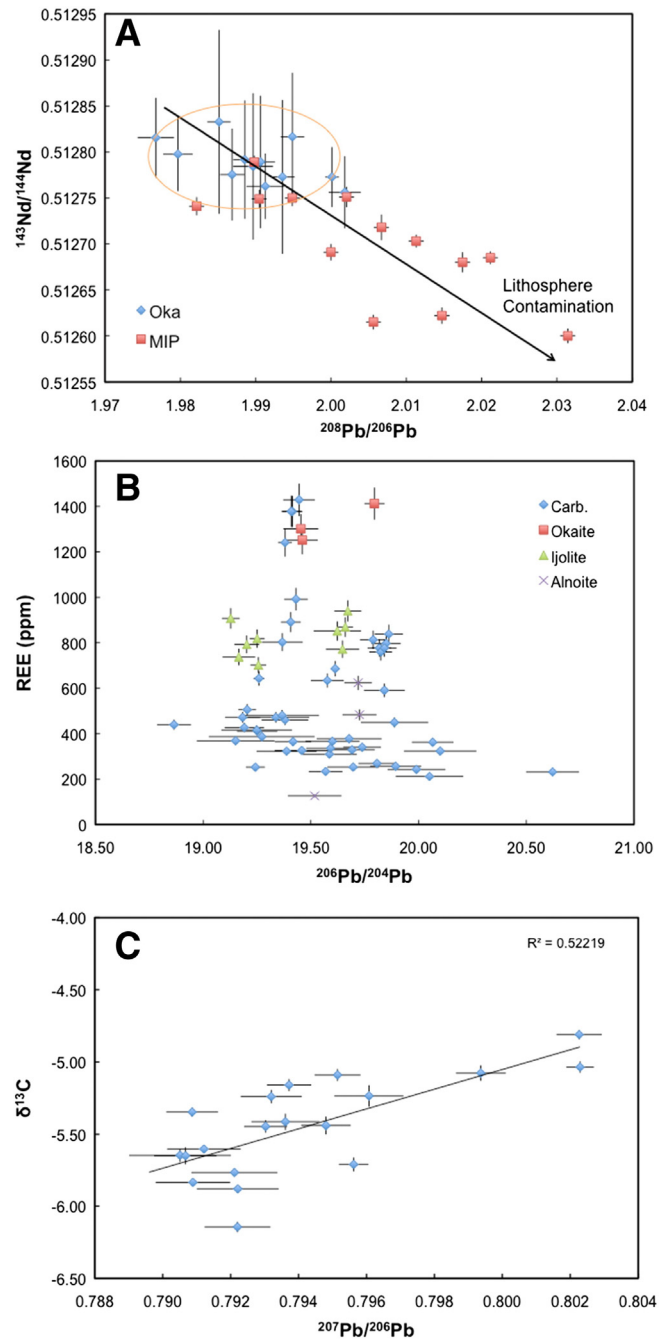 A
0.51295
0.51290
0.51285
0.51280
0.51275
0.51270
0.51265
0.51260
0.51255
¹⁴³Nd/¹⁴⁴Nd
Oka
MIP
Lithosphere
Contamination
1.97 1.98 1.99 2.00 2.01 2.02 2.03 2.04
²⁰⁸Pb/²⁰⁶Pb
B
1600
1400
1200
1000
800
600
400
200
0
REE (ppm)
Carb.
Okaite
Ijolite
Alnoite
18.50 19.00 19.50 20.00 20.50 21.00
²⁰⁶Pb/²⁰⁴Pb
C
R² = 0.52219
-4.00
-4.50
-5.00
-5.50
-6.00
-6.50
δ¹³C
0.788 0.790 0.792 0.794 0.796 0.798 0.800 0.802 0.804
²⁰⁷Pb/²⁰⁶Pb